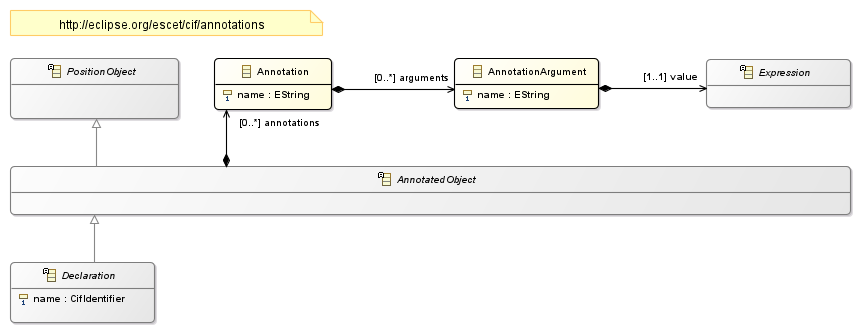 http://eclipse.org/escet/cif/annotations
PositionObject
Annotation
name : EString
[0..*] arguments
AnnotationArgument
name : EString
[1..1] value
Expression
[0..*] annotations
AnnotatedObject
Declaration
name : CifIdentifier